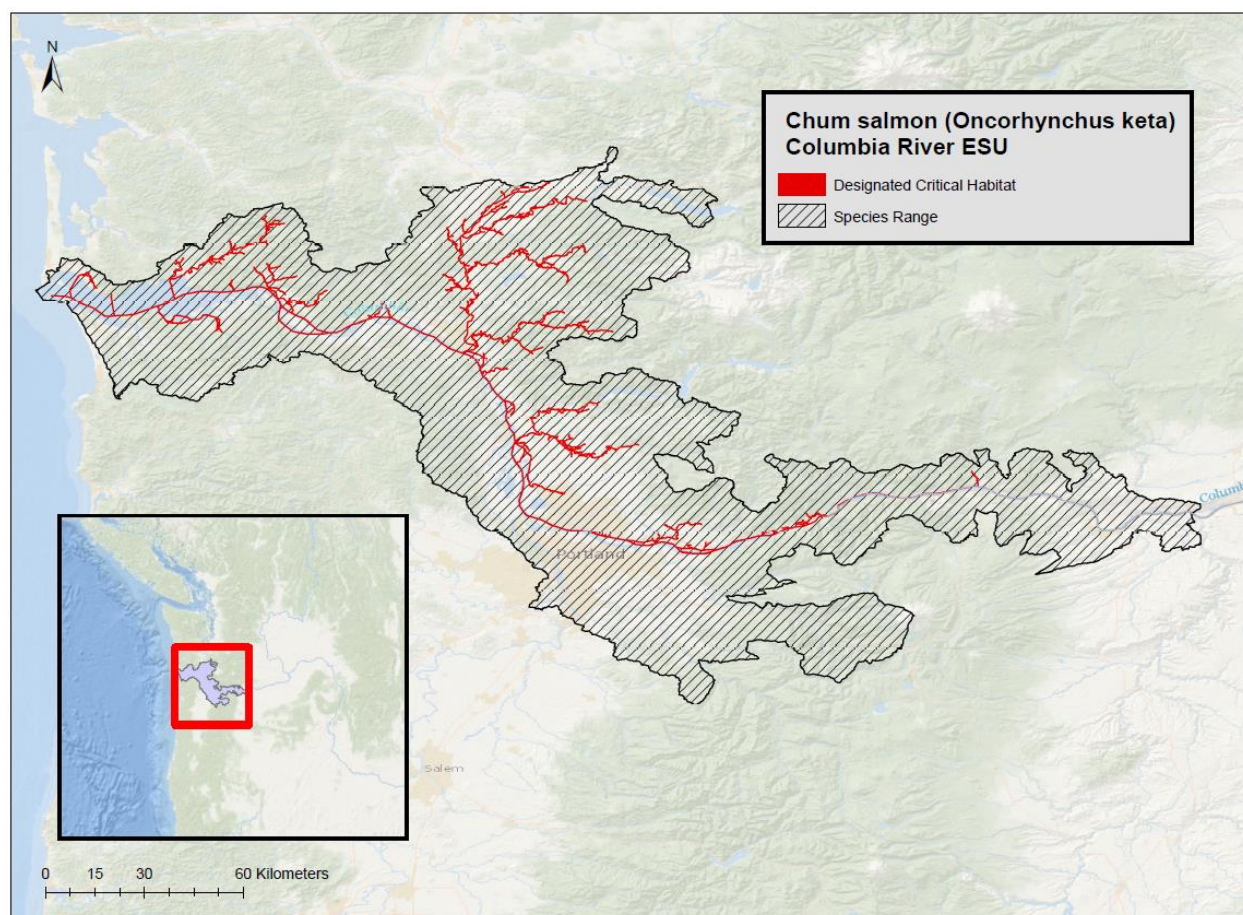 N
Chum salmon (Oncorhynchus keta)
Columbia River ESU
Designated Critical Habitat
Species Range
Portland
Columb
Salem
0 15 30 60 Kilometers